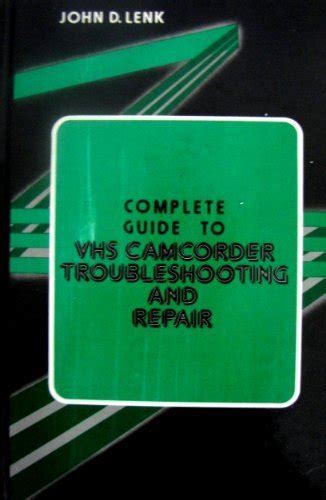 JOHN D. LENK
COMPLETE
GUIDE TO
VHS CAMCORDER
TROUBLESHOOTING
AND
REPAIR